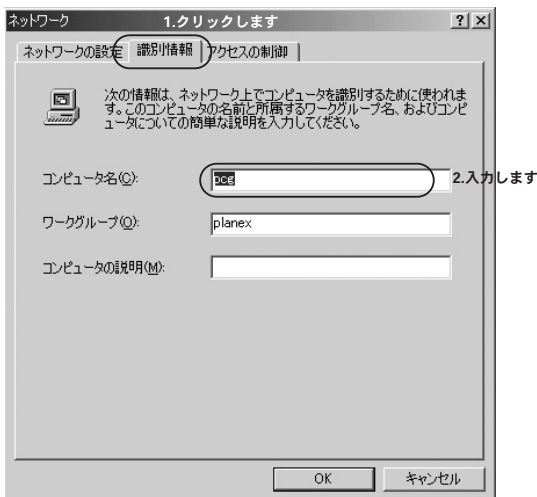 ネットワーク 1.クリックします
ネットワークの設定 識別情報 アクセスの制御
次の情報は、ネットワーク上でコンピュータを識別するために使われま
す。このコンピュータの名前と所属するワークグループ名、およびコンピ
ュータについての簡単な説明を入力してください。
コンピュータ名(C): pcg 2.入力します
ワークグループ(O): planex
コンピュータの説明(M):
OK キャンセル